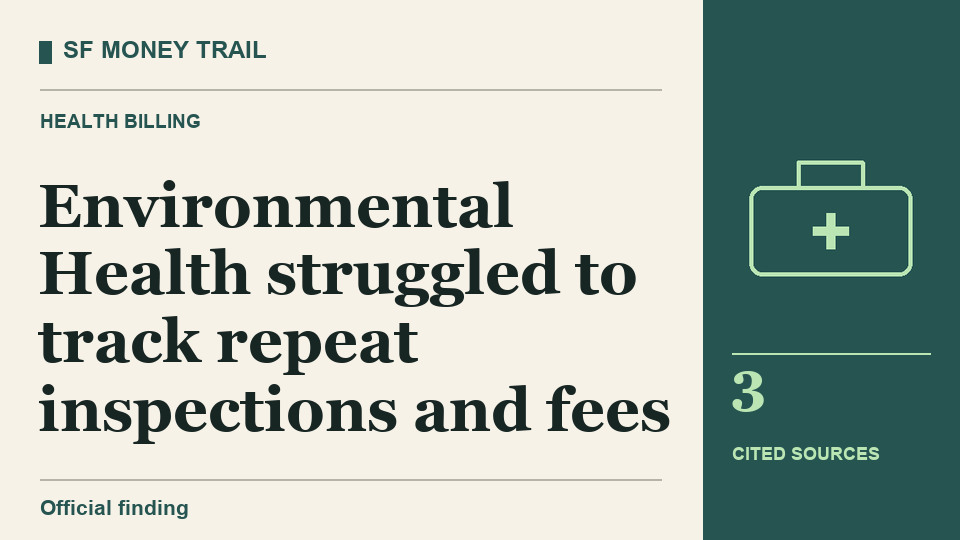 SF MONEY TRAIL
HEALTH BILLING
Environmental
Health struggled to
track repeat
inspections and fees
Official finding
3
CITED SOURCES